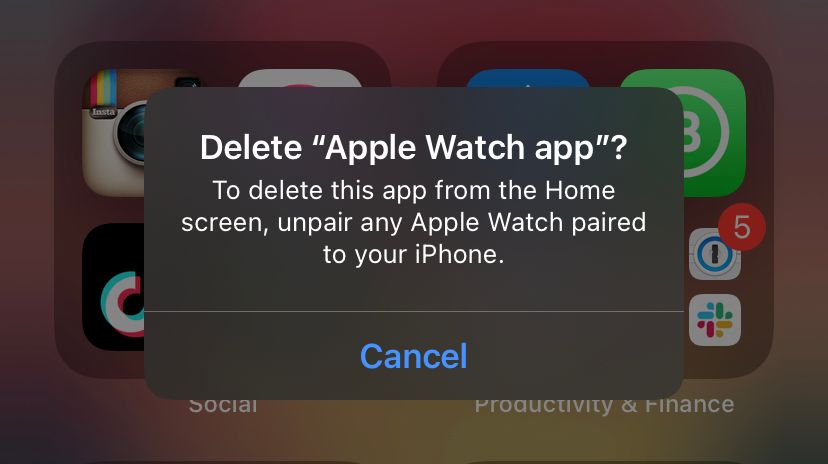 Insta
Delete “Apple Watch app”?
To delete this app from the Home
screen, unpair any Apple Watch paired
to your iPhone.
5
Cancel
Social
Productivity & Finance